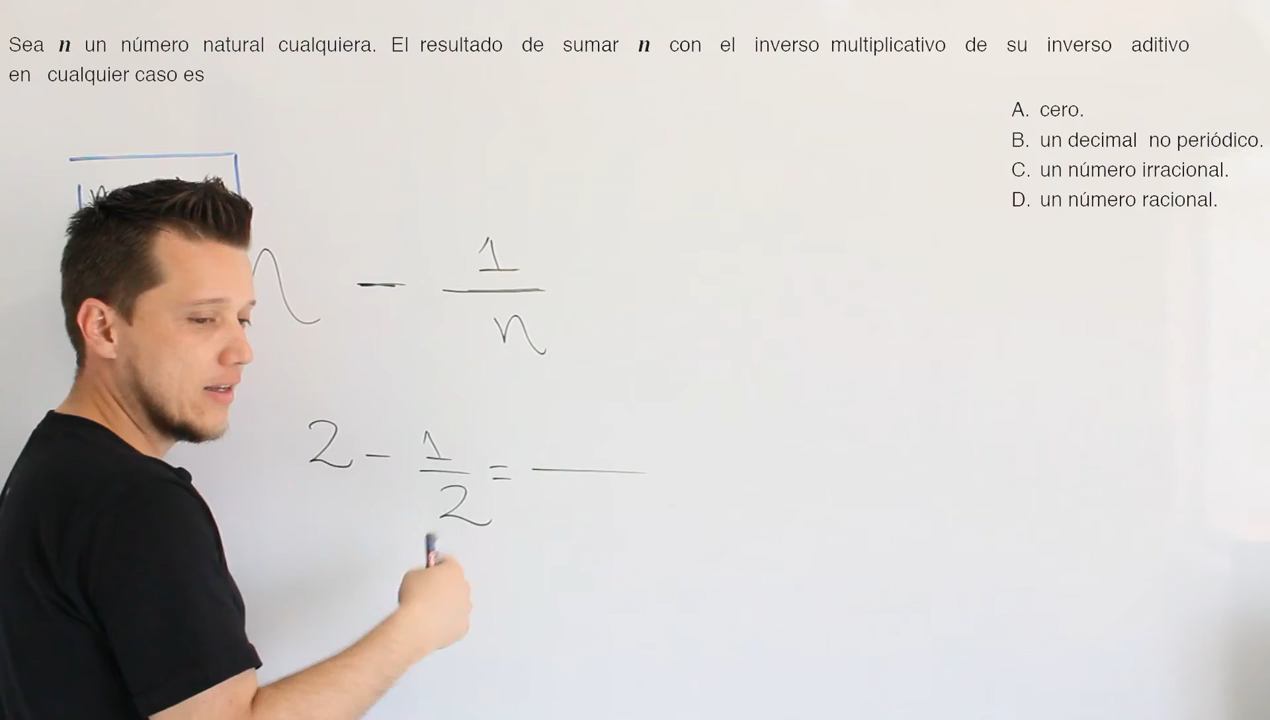 Sea n un número natural cualquiera. El resultado de sumar n con el inverso multiplicativo de su inverso aditivo
en cualquier caso es
A. cero.
B. un decimal no periódico.
C. un número irracional.
D. un número racional.
n - 1/n
2 - 1/2 =